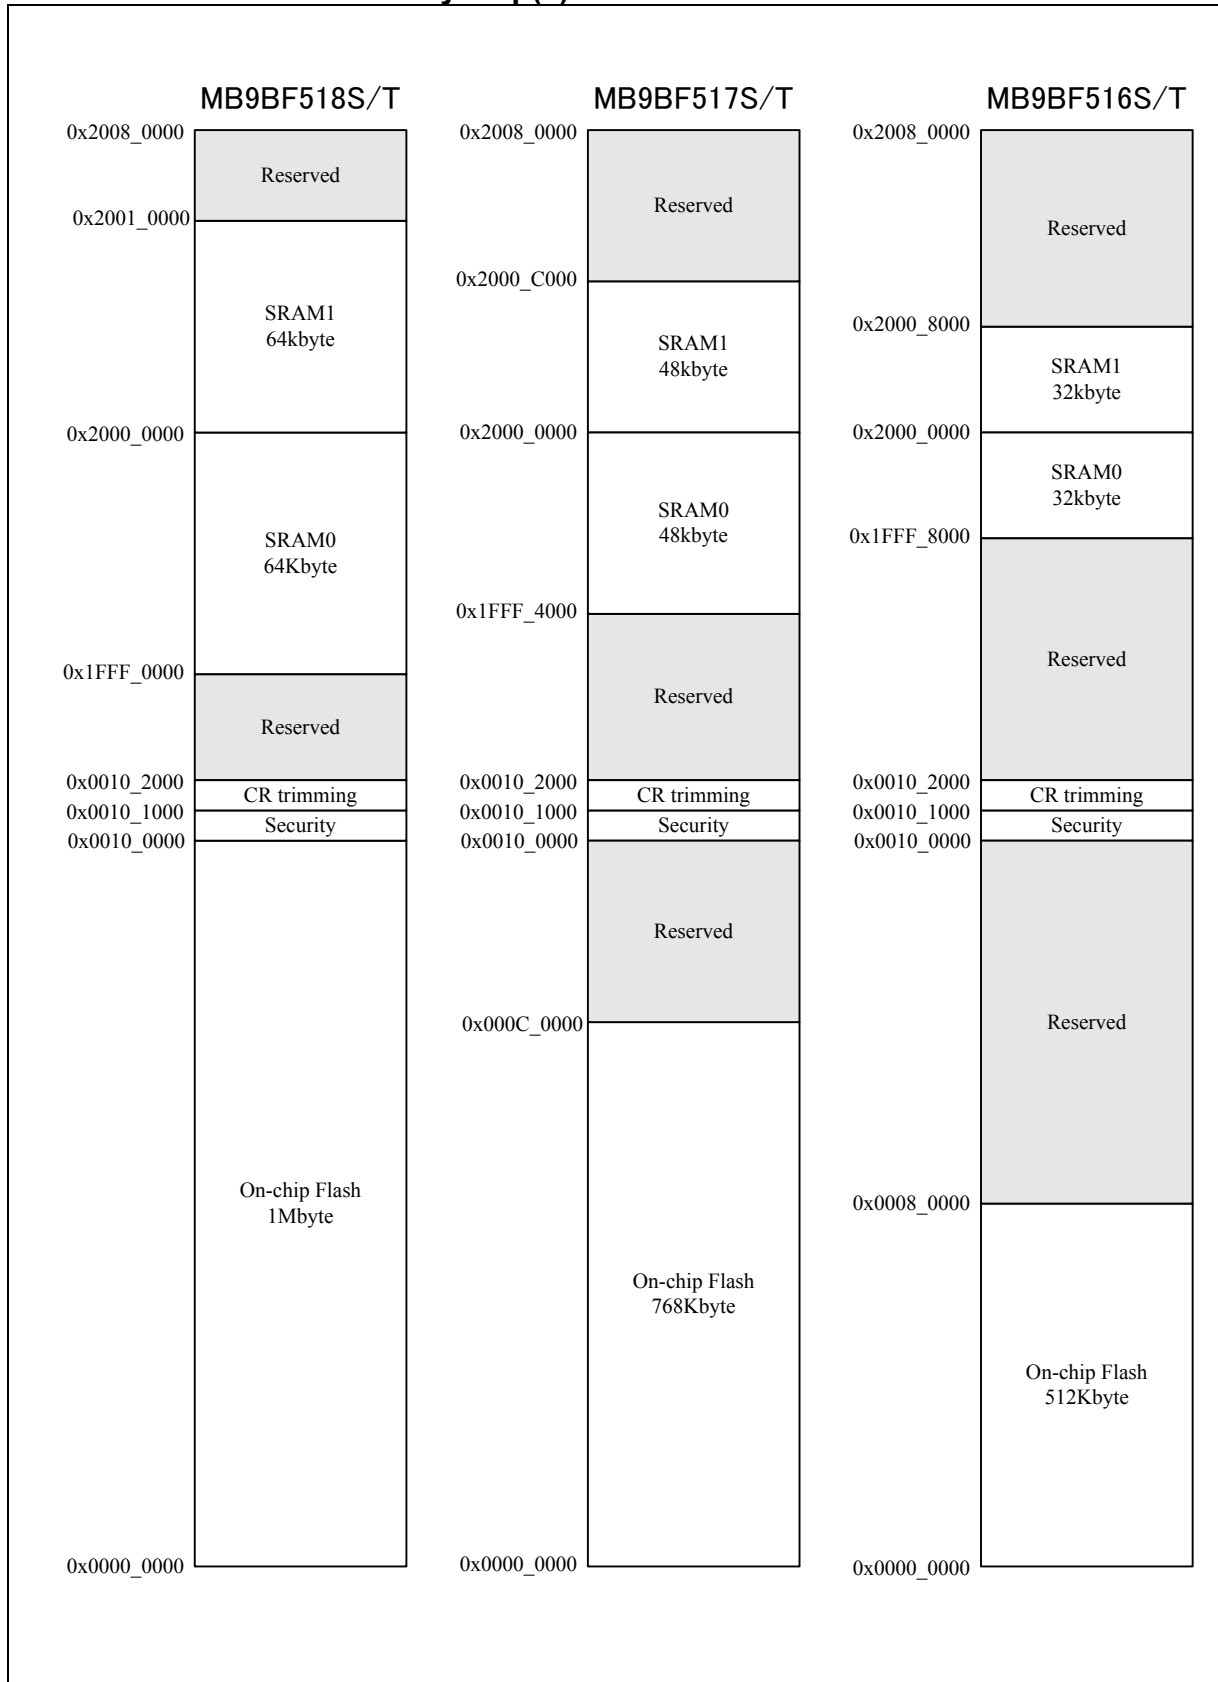 MB9BF518S/T
0x2008_0000
Reserved
0x2001_0000
SRAM1
64kbyte
0x2000_0000
SRAM0
64Kbyte
0x1FFF_0000
Reserved
0x0010_2000
CR trimming
0x0010_1000
Security
0x0010_0000
On-chip Flash
1Mbyte
0x0000_0000
MB9BF517S/T
0x2008_0000
Reserved
0x2000_C000
SRAM1
48kbyte
0x2000_0000
SRAM0
48kbyte
0x1FFF_4000
Reserved
0x0010_2000
CR trimming
0x0010_1000
Security
0x0010_0000
Reserved
0x000C_0000
On-chip Flash
768Kbyte
0x0000_0000
MB9BF516S/T
0x2008_0000
Reserved
0x2000_8000
SRAM1
32kbyte
0x2000_0000
SRAM0
32kbyte
0x1FFF_8000
Reserved
0x0010_2000
CR trimming
0x0010_1000
Security
0x0010_0000
Reserved
0x0008_0000
On-chip Flash
512Kbyte
0x0000_0000